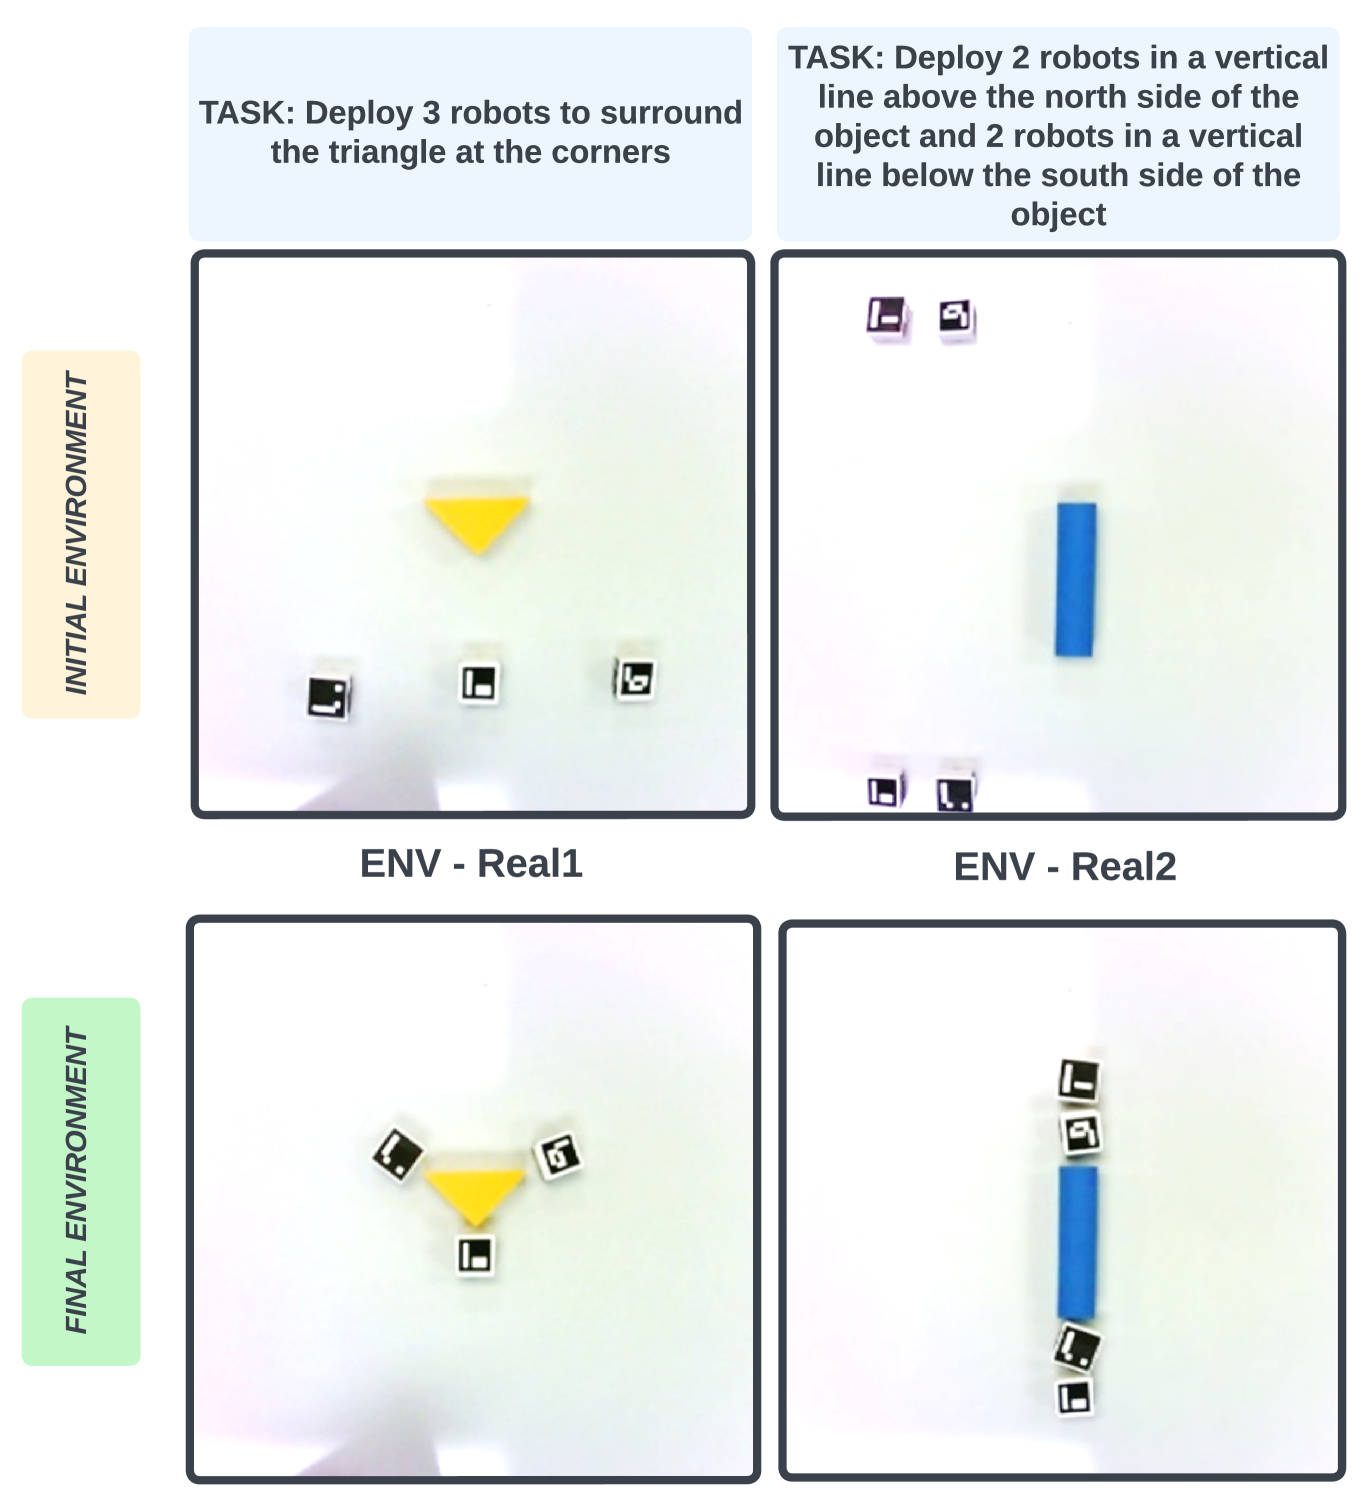 TASK: Deploy 3 robots to surround
the triangle at the corners
TASK: Deploy 2 robots in a vertical
line above the north side of the
object and 2 robots in a vertical
line below the south side of the
object
INITIAL ENVIRONMENT
ENV - Real1
ENV - Real2
FINAL ENVIRONMENT